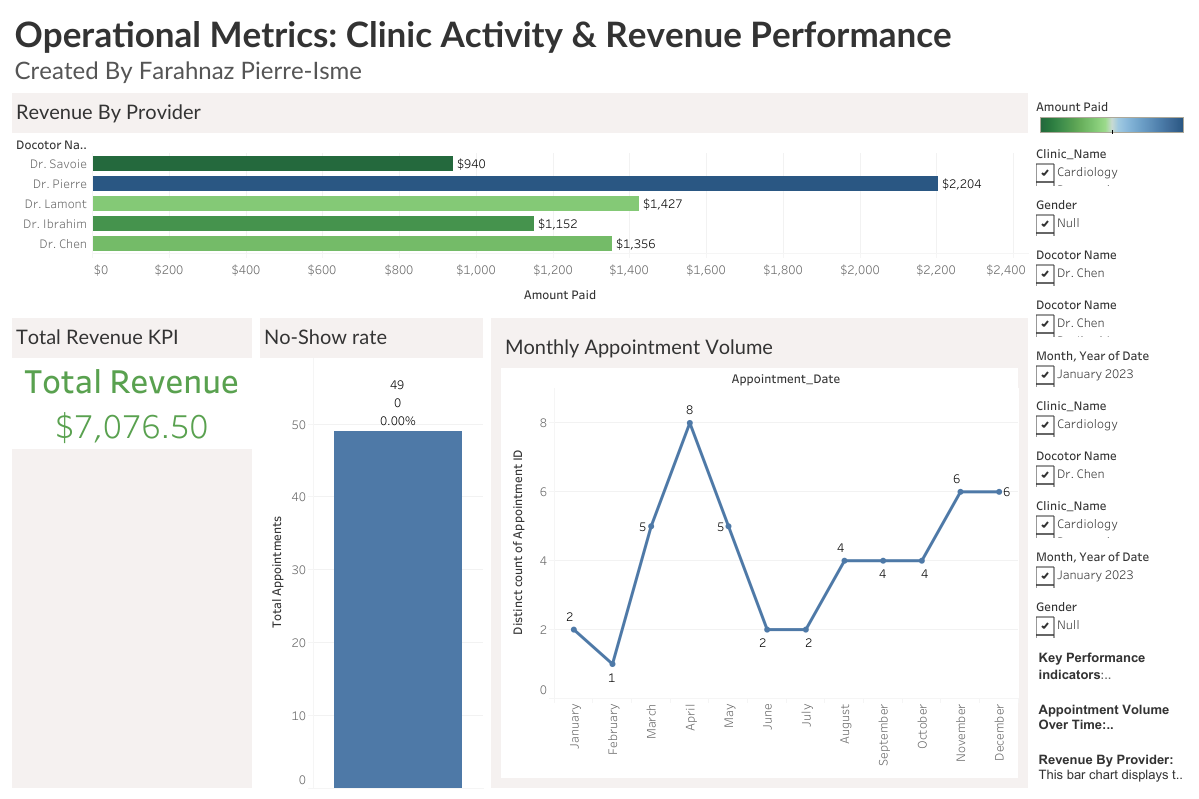 Operational Metrics: Clinic Activity & Revenue Performance
Created By Farahnaz Pierre-Isme
Revenue By Provider
Docotor Na..
Dr. Savoie $940
Dr. Pierre $2,204
Dr. Lamont $1,427
Dr. Ibrahim $1,152
Dr. Chen $1,356
$0 $200 $400 $600 $800 $1,000 $1,200 $1,400 $1,600 $1,800 $2,000 $2,200 $2,400
Amount Paid
Total Revenue KPI
Total Revenue
$7,076.50
No-Show rate
49
0
0.00%
50
40
30
20
10
0
Total Appointments
Monthly Appointment Volume
Appointment_Date
Distinct count of Appointment ID
8
6
4
2
0
2
1
5
8
5
2
2
4
4
4
6
6
January
February
March
April
May
June
July
August
September
October
November
December
Amount Paid
Clinic_Name
Cardiology
Gender
Null
Docotor Name
Dr. Chen
Docotor Name
Dr. Chen
Month, Year of Date
January 2023
Clinic_Name
Cardiology
Docotor Name
Dr. Chen
Clinic_Name
Cardiology
Month, Year of Date
January 2023
Gender
Null
Key Performance
indicators:..
Appointment Volume
Over Time:..
Revenue By Provider:
This bar chart displays t..